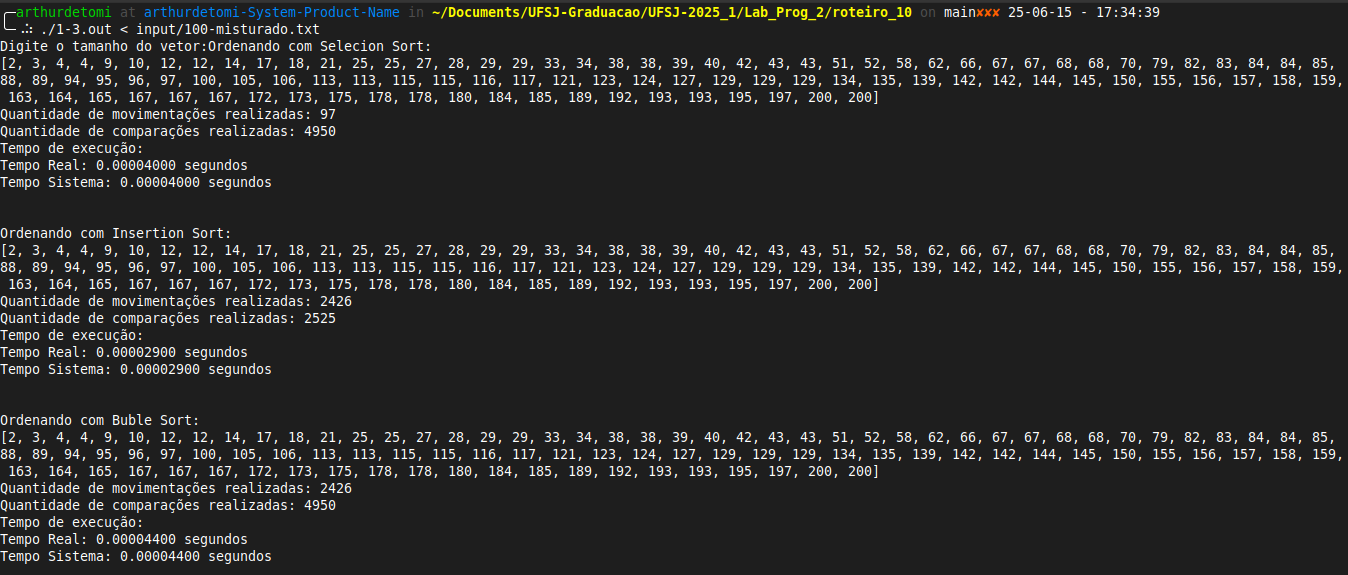 arthurdetomi at arthurdetomi-System-Product-Name in ~/Documents/UFSJ-Graduacao/UFSJ-2025_1/Lab_Prog_2/roteiro_10 on main✘✘✘ 25-06-15 - 17:34:39
./1-3.out < input/100-misturado.txt
Digite o tamanho do vetor:Ordenando com Selecion Sort:
[2, 3, 4, 4, 9, 10, 12, 12, 14, 17, 18, 21, 25, 25, 27, 28, 29, 29, 33, 34, 38, 38, 39, 40, 42, 43, 43, 51, 52, 58, 62, 66, 67, 67, 68, 68, 70, 79, 82, 83, 84, 84, 85,
88, 89, 94, 95, 96, 97, 100, 105, 106, 113, 113, 115, 115, 116, 117, 121, 123, 124, 127, 129, 129, 129, 134, 135, 139, 142, 142, 144, 145, 150, 155, 156, 157, 158, 159,
163, 164, 165, 167, 167, 167, 172, 173, 175, 178, 178, 180, 184, 185, 189, 192, 193, 193, 195, 197, 200, 200]
Quantidade de movimentações realizadas: 97
Quantidade de comparações realizadas: 4950
Tempo de execução:
Tempo Real: 0.00004000 segundos
Tempo Sistema: 0.00004000 segundos
Ordenando com Insertion Sort:
[2, 3, 4, 4, 9, 10, 12, 12, 14, 17, 18, 21, 25, 25, 27, 28, 29, 29, 33, 34, 38, 38, 39, 40, 42, 43, 43, 51, 52, 58, 62, 66, 67, 67, 68, 68, 70, 79, 82, 83, 84, 84, 85,
88, 89, 94, 95, 96, 97, 100, 105, 106, 113, 113, 115, 115, 116, 117, 121, 123, 124, 127, 129, 129, 129, 134, 135, 139, 142, 142, 144, 145, 150, 155, 156, 157, 158, 159,
163, 164, 165, 167, 167, 167, 172, 173, 175, 178, 178, 180, 184, 185, 189, 192, 193, 193, 195, 197, 200, 200]
Quantidade de movimentações realizadas: 2426
Quantidade de comparações realizadas: 2525
Tempo de execução:
Tempo Real: 0.00002900 segundos
Tempo Sistema: 0.00002900 segundos
Ordenando com Buble Sort:
[2, 3, 4, 4, 9, 10, 12, 12, 14, 17, 18, 21, 25, 25, 27, 28, 29, 29, 33, 34, 38, 38, 39, 40, 42, 43, 43, 51, 52, 58, 62, 66, 67, 67, 68, 68, 70, 79, 82, 83, 84, 84, 85,
88, 89, 94, 95, 96, 97, 100, 105, 106, 113, 113, 115, 115, 116, 117, 121, 123, 124, 127, 129, 129, 129, 134, 135, 139, 142, 142, 144, 145, 150, 155, 156, 157, 158, 159,
163, 164, 165, 167, 167, 167, 172, 173, 175, 178, 178, 180, 184, 185, 189, 192, 193, 193, 195, 197, 200, 200]
Quantidade de movimentações realizadas: 2426
Quantidade de comparações realizadas: 4950
Tempo de execução:
Tempo Real: 0.00004400 segundos
Tempo Sistema: 0.00004400 segundos